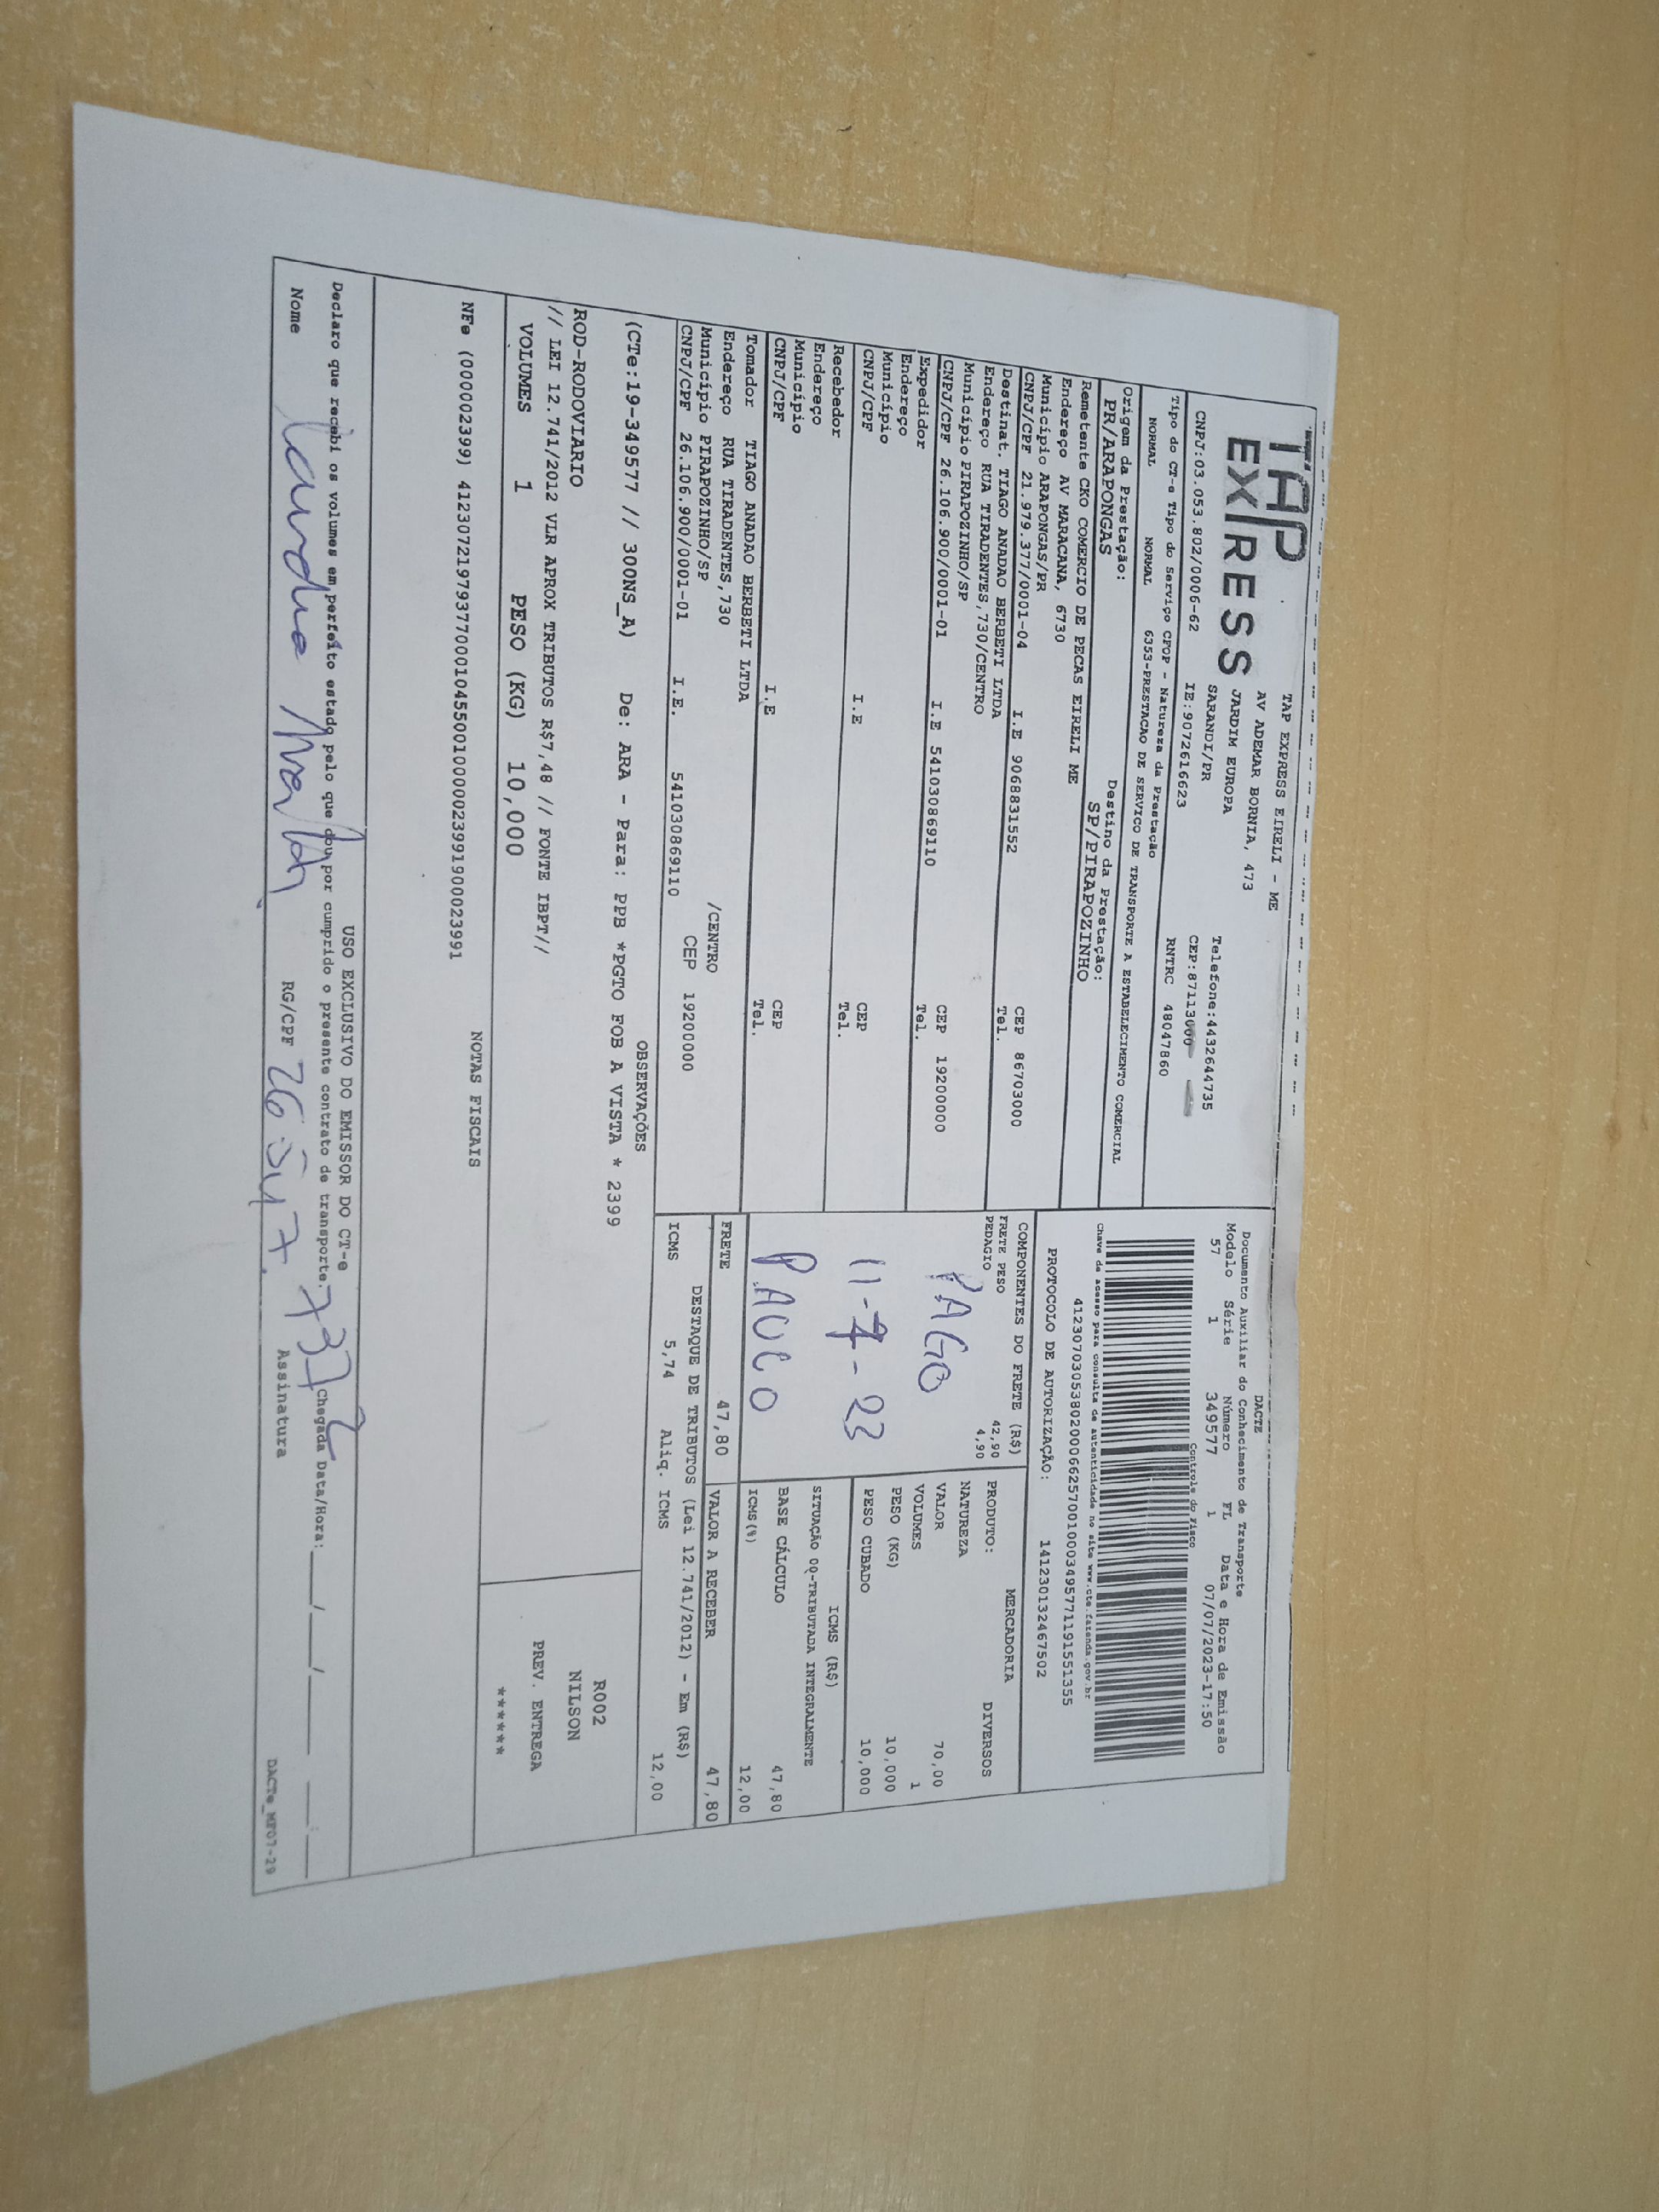 TAP
EXPRESS
TAP EXPRESS EIRELI - ME
AV ADEMAR BORNIA, 473
JARDIM EUROPA
SARANDI/PR
Telefone:4432644735
CEP:87113000
CNPJ:03.053.802/0006-62
IE:9072616623
RNTRC 48047860
Tipo do CT-e Tipo do Serviço CFOP - Natureza da Prestação
NORMAL NORMAL 6353-PRESTACAO DE SERVICO DE TRANSPORTE A ESTABELECIMENTO COMERCIAL
Origem da Prestação:
PR/ARAPONGAS
Destino da Prestação:
SP/PIRAPOZINHO
DACTE
Documento Auxiliar do Conhecimento de Transporte
Modelo Série Número FL Data e Hora de Emissão
57 1 349577 1 07/07/2023-17:50
Controle do Fisco
Chave de acesso para consulta de autenticidade no site www.cte.fazenda.gov.br
41230703053802000662570010003495771191551355
PROTOCOLO DE AUTORIZAÇÃO: 141230132467502
Remetente CKO COMERCIO DE PECAS EIRELI ME
Endereço AV MARACANA, 6730
Município ARAPONGAS/PR CEP 86703000
CNPJ/CPF 21.979.377/0001-04 I.E 9068831552 Tel.
Destinat. TIAGO ANADAO BERBETI LTDA
Endereço RUA TIRADENTES,730/CENTRO
Município PIRAPOZINHO/SP CEP 19200000
CNPJ/CPF 26.106.900/0001-01 I.E 541030869110 Tel.
Expedidor
Endereço
Município CEP
CNPJ/CPF I.E Tel.
Recebedor
Endereço
Município CEP
CNPJ/CPF I.E Tel.
Tomador TIAGO ANADAO BERBETI LTDA
Endereço RUA TIRADENTES,730 /CENTRO
Município PIRAPOZINHO/SP CEP 19200000
CNPJ/CPF 26.106.900/0001-01 I.E. 541030869110
COMPONENTES DO FRETE (R$)
FRETE PESO 42,90
PEDAGIO 4,90
PAGO
11-7-23
PAULO
MERCADORIA
PRODUTO: DIVERSOS
NATUREZA
VALOR 70,00
VOLUMES 1
PESO (KG) 10,000
PESO CUBADO 10,000
ICMS (R$)
SITUAÇÃO 00-TRIBUTADA INTEGRALMENTE
BASE CÁLCULO 47,80
ICMS(%) 12,00
FRETE 47,80
VALOR A RECEBER 47,80
DESTAQUE DE TRIBUTOS (Lei 12.741/2012) - Em (R$)
ICMS 5,74 Aliq. ICMS 12,00
OBSERVAÇÕES
(CTe:19-349577 // 300NS_A) De: ARA - Para: PPB *PGTO FOB A VISTA * 2399
ROD-RODOVIARIO
// LEI 12.741/2012 VLR APROX TRIBUTOS R$7,48 // FONTE IBPT//
VOLUMES 1 PESO (KG) 10,000
R002
NILSON
PREV. ENTREGA
******
NOTAS FISCAIS
NFe (000002399) 41230721979377000104550010000023991900023991
USO EXCLUSIVO DO EMISSOR DO CT-e
Declaro que recebi os volumes em perfeito estado pelo que dou por cumprido o presente contrato de transporte.
Chegada Data/Hora: ___/___/___ ___:___
Nome
RG/CPF
Assinatura
DACTe_MF07-29